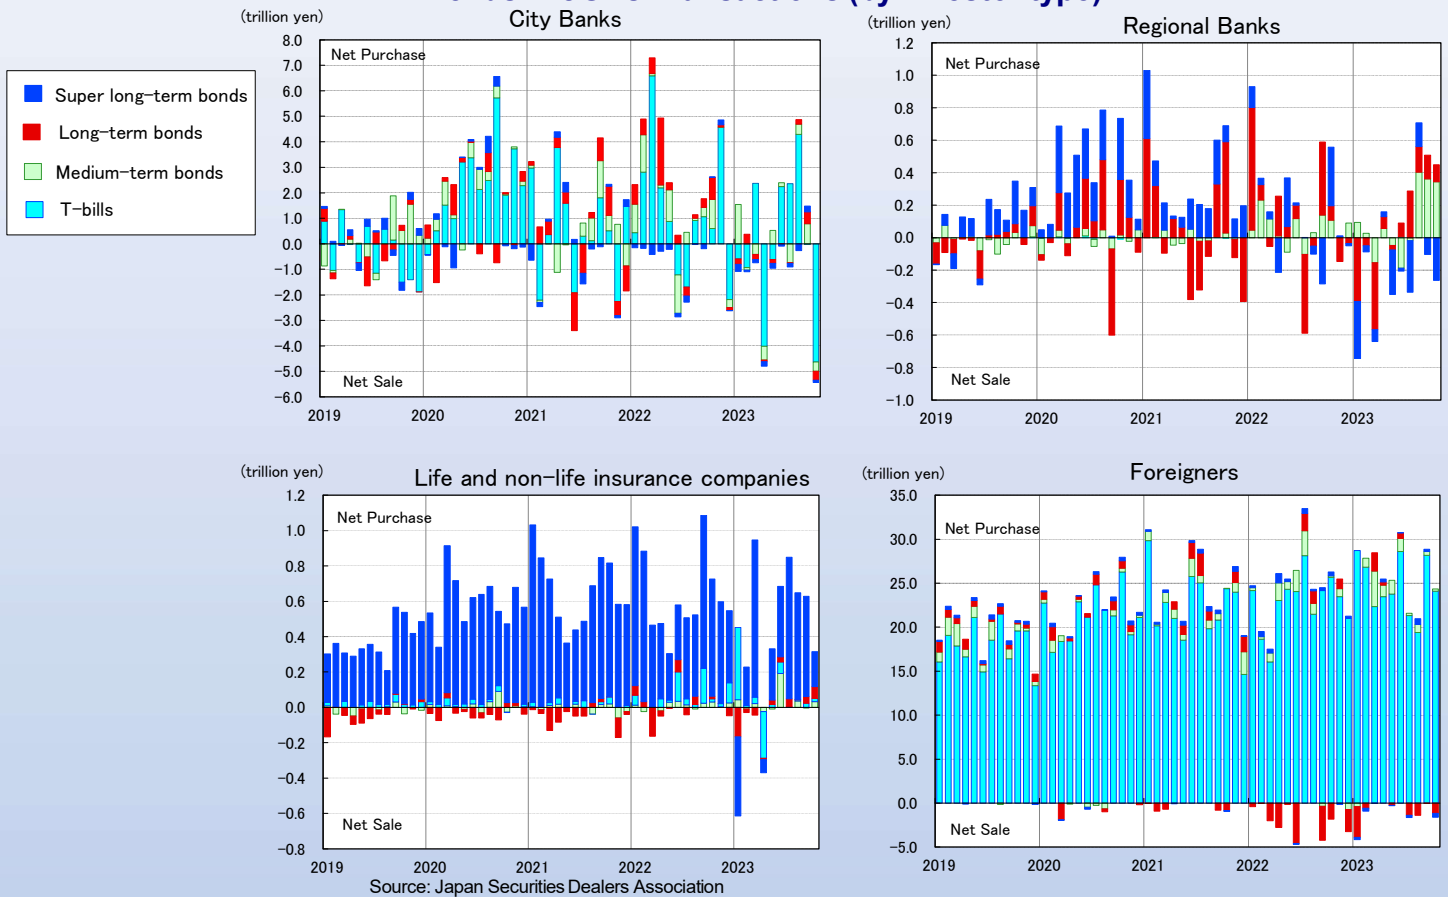 (by
type)
(trillion yen)
City Banks
8.0
7.0
6.0
5.0
4.0
3.0
2.0
1.0
0.0
−1.0
−2.0
−3.0
−4.0
−5.0
−6.0
Net Purchase
Net Sale
2019 2020 2021 2022 2023
Super long−term bonds
Long−term bonds
Medium−term bonds
T−bills
(trillion yen)
Regional Banks
1.2
1.0
0.8
0.6
0.4
0.2
0.0
−0.2
−0.4
−0.6
−0.8
−1.0
Net Purchase
Net Sale
2019 2020 2021 2022 2023
(trillion yen)
Life and non−life insurance companies
1.2
1.0
0.8
0.6
0.4
0.2
0.0
−0.2
−0.4
−0.6
−0.8
Net Purchase
Net Sale
2019 2020 2021 2022 2023
(trillion yen)
Foreigners
35.0
30.0
25.0
20.0
15.0
10.0
5.0
0.0
−5.0
Net Purchase
Net Sale
2019 2020 2021 2022 2023
Source: Japan Securities Dealers Association